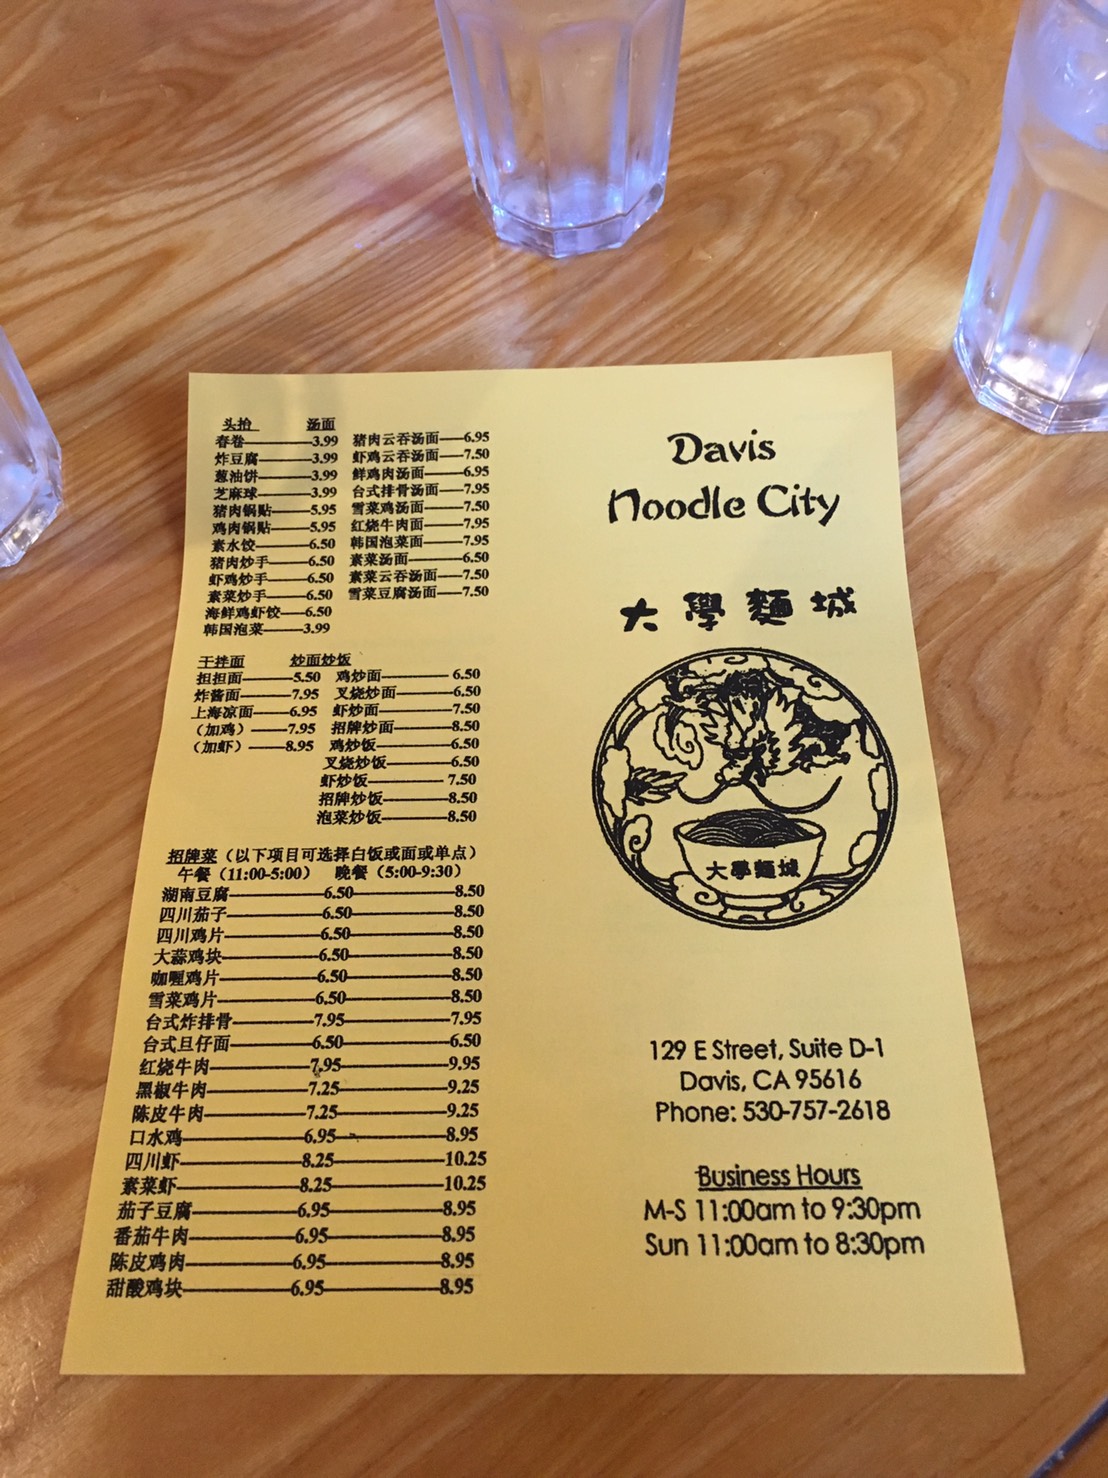 头抬 汤面
春卷3.99 猪肉云吞汤面6.95
炸豆腐3.99 虾鸡云吞汤面7.50
葱油饼3.99 鲜鸡肉汤面6.95
芝麻球3.99 台式排骨汤面7.95
猪肉锅贴5.95 雪菜鸡汤面7.50
鸡肉锅贴5.95 红烧牛肉面7.95
素水饺6.50 韩国泡菜面7.95
猪肉炒手6.50 素菜汤面6.50
虾鸡炒手6.50 素菜云吞汤面7.50
素菜炒手6.50 雪菜豆腐汤面7.50
海鲜鸡虾饺6.50
韩国泡菜3.99
干拌面 炒面炒饭
担担面5.50 鸡炒面6.50
炸酱面7.95 叉烧炒面6.50
上海凉面6.95 虾炒面7.50
（加鸡）7.95 招牌炒面8.50
（加虾）8.95 鸡炒饭6.50
叉烧炒饭6.50
虾炒饭7.50
招牌炒饭8.50
泡菜炒饭8.50
招牌菜（以下项目可选择白饭或面或单点）
午餐（11:00-5:00） 晚餐（5:00-9:30）
湖南豆腐6.50 8.50
四川茄子6.50 8.50
四川鸡片6.50 8.50
大蒜鸡块6.50 8.50
咖喱鸡片6.50 8.50
雪菜鸡片6.50 8.50
台式炸排骨7.95 7.95
台式旦仔面6.50 6.50
红烧牛肉7.95 9.95
黑椒牛肉7.25 9.25
陈皮牛肉7.25 9.25
口水鸡6.95 8.95
四川虾8.25 10.25
素菜虾8.25 10.25
茄子豆腐6.95 8.95
番茄牛肉6.95 8.95
陈皮鸡肉6.95 8.95
甜酸鸡块6.95 8.95
Davis
Noodle City
大學麵城
大學麵城
129 E Street, Suite D-1
Davis, CA 95616
Phone: 530-757-2618
Business Hours
M-S 11:00am to 9:30pm
Sun 11:00am to 8:30pm